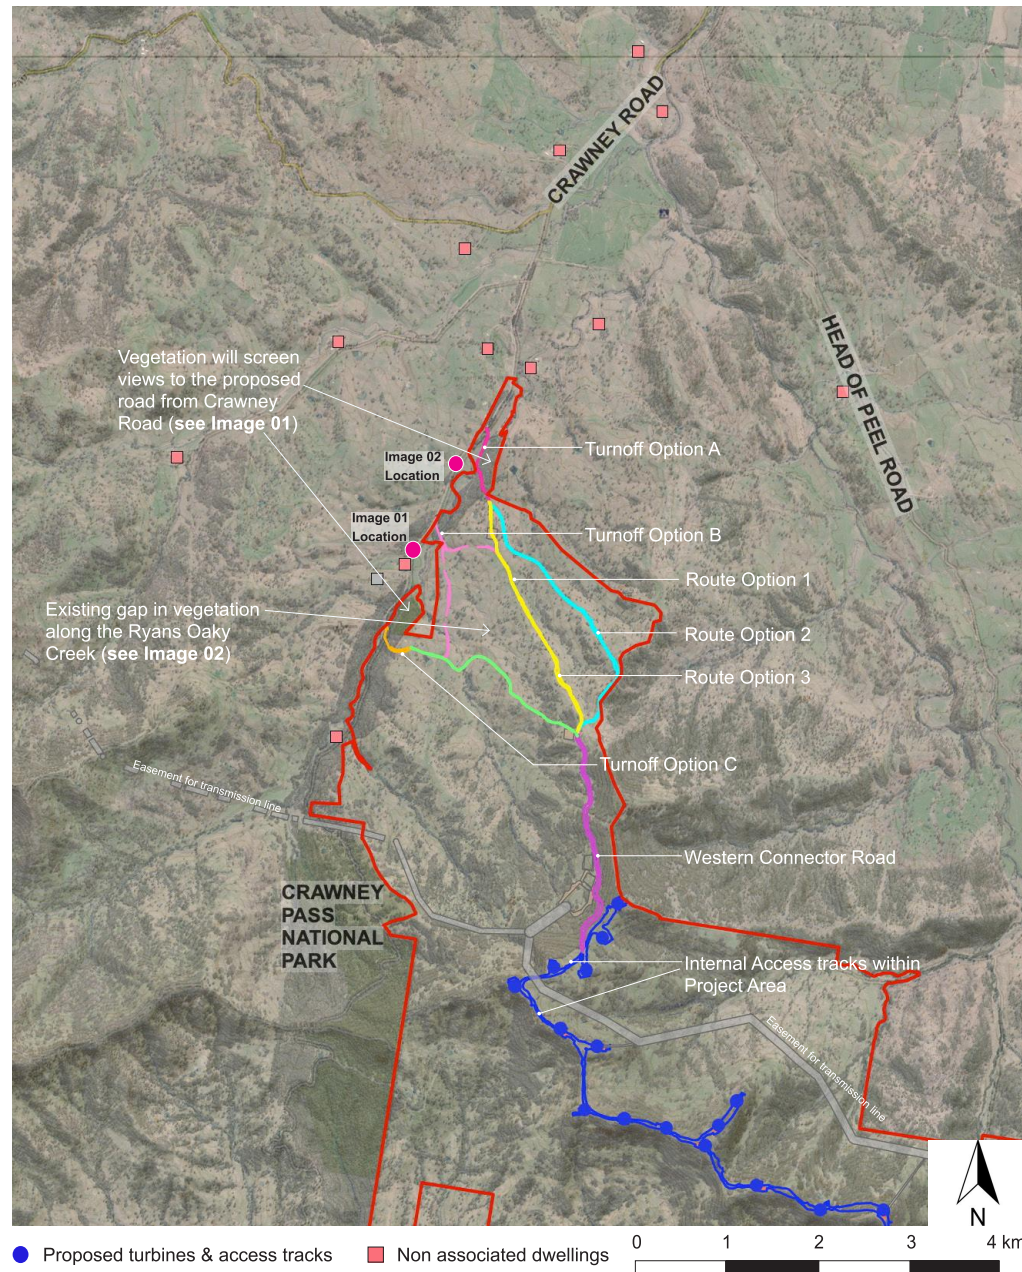 CRAWNEY ROAD
HEAD OF PEEL ROAD
Vegetation will screen
views to the proposed
road from Crawney
Road (see Image 01)
Image 02
Location
Turnoff Option A
Image 01
Location
Turnoff Option B
Route Option 1
Existing gap in vegetation
along the Ryans Oaky
Creek (see Image 02)
Route Option 2
Route Option 3
Turnoff Option C
Easement for transmission line
Western Connector Road
CRAWNEY
PASS
NATIONAL
PARK
Internal Access tracks within
Project Area
Easement for transmission line
N
Proposed turbines & access tracks
Non associated dwellings
0 1 2 3 4 km